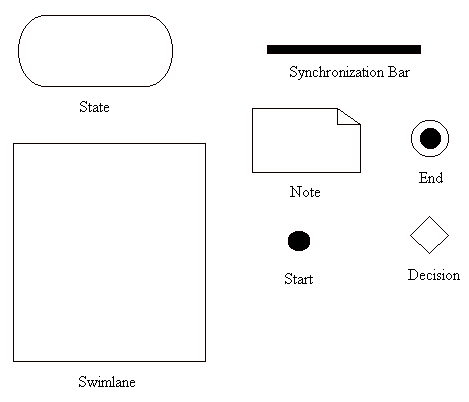 Synchronization Bar
State
Note
End
Start
Decision
Swimlane